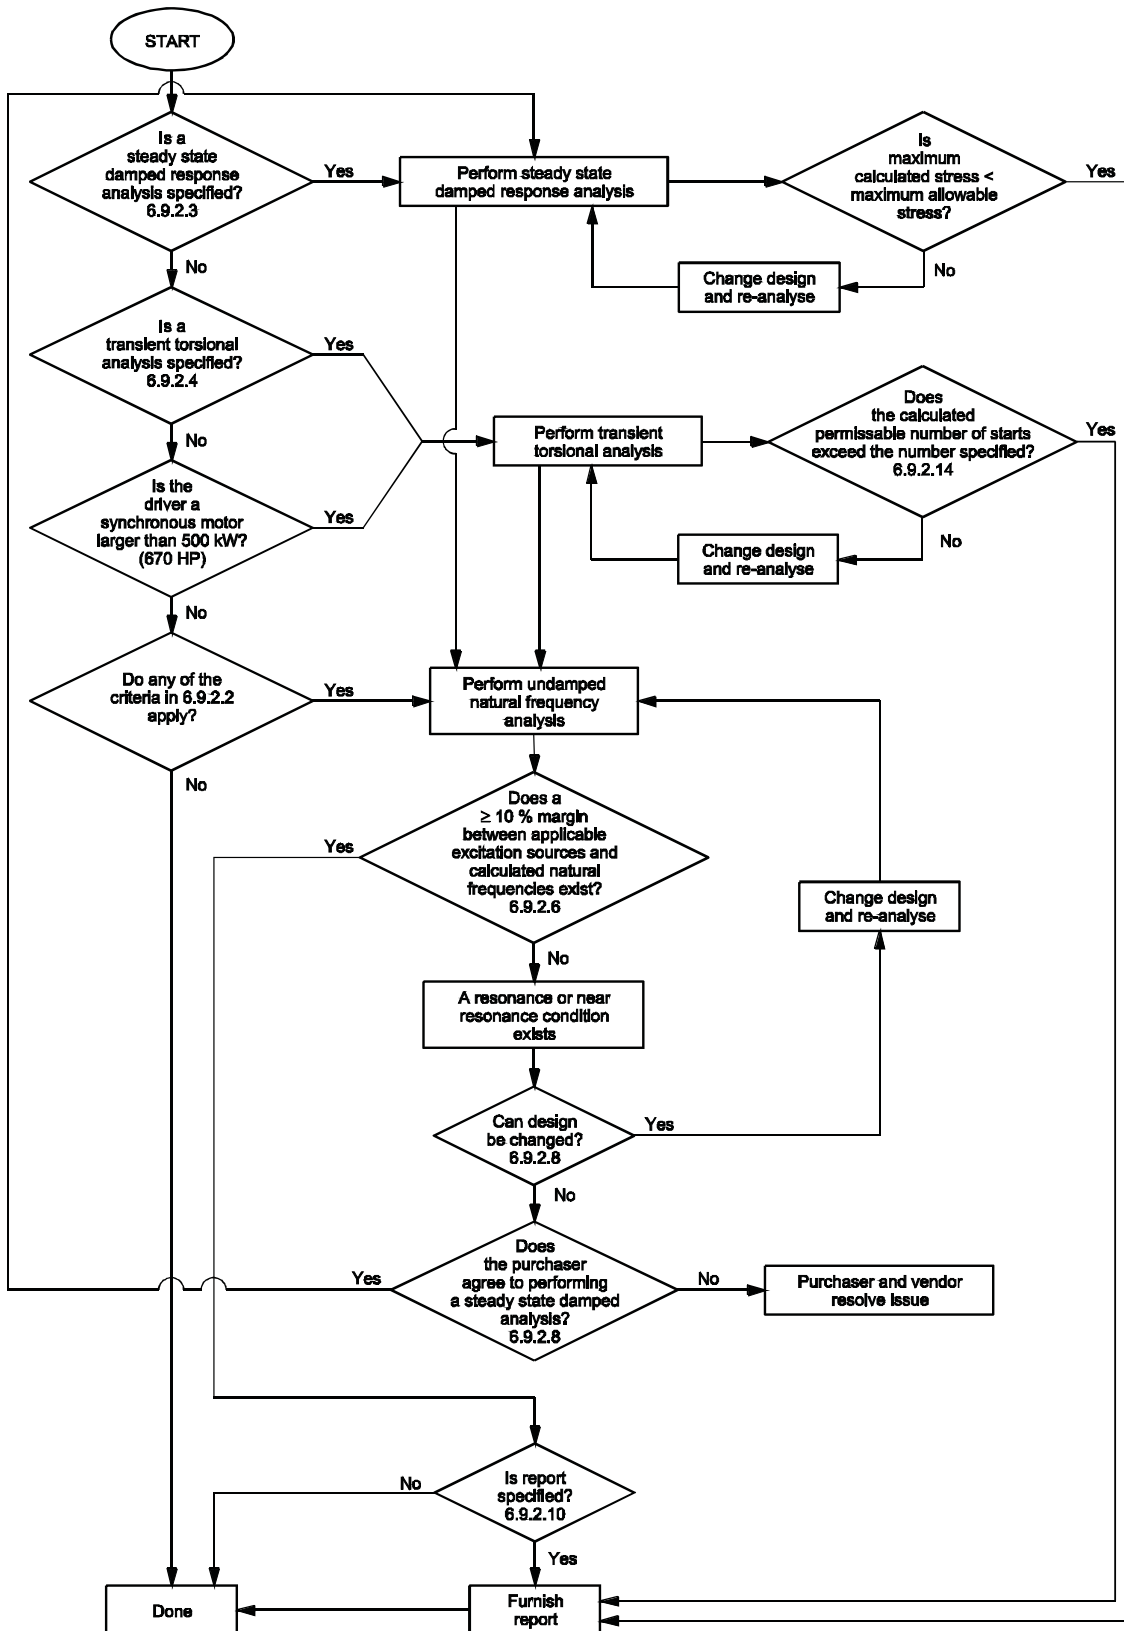 START
Is a
steady state
damped response
analysis specified?
6.9.2.3
Yes
No
Perform steady state
damped response analysis
Is
maximum
calculated stress <
maximum allowable
stress?
Yes
No
Change design
and re-analyse
Is a
transient torsional
analysis specified?
6.9.2.4
Yes
No
Perform transient
torsional analysis
Does
the calculated
permissable number of starts
exceed the number specified?
6.9.2.14
Yes
No
Change design
and re-analyse
Is the
driver a
synchronous motor
larger than 500 kW?
(670 HP)
Yes
No
Do any of the
criteria in 6.9.2.2
apply?
Yes
No
Perform undamped
natural frequency
analysis
Does a
≥ 10 % margin
between applicable
excitation sources and
calculated natural
frequencies exist?
6.9.2.6
Yes
No
Change design
and re-analyse
A resonance or near
resonance condition
exists
Can design
be changed?
6.9.2.8
Yes
No
Does
the purchaser
agree to performing
a steady state damped
analysis?
6.9.2.8
Yes
No
Purchaser and vendor
resolve issue
Is report
specified?
6.9.2.10
No
Yes
Done
Furnish
report